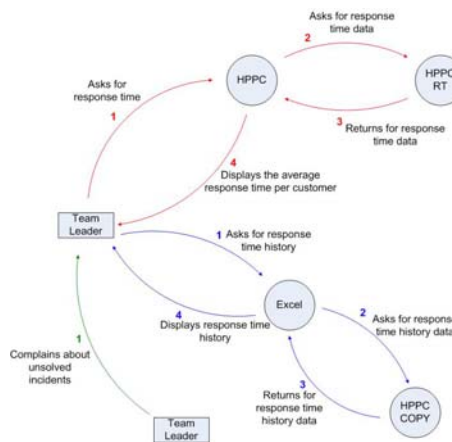 Asks for response
time data
2
HPPC
HPPC
RT
Asks for
response time
1
3
Returns for response
time data
4
Displays the average
response time per customer
Team
Leader
1
Asks for response
time history
Excel
4
Displays response time
history
2
Asks for response
time history data
1
Complains about
unsolved
incidents
3
Returns for
response time
history data
HPPC
COPY
Team
Leader